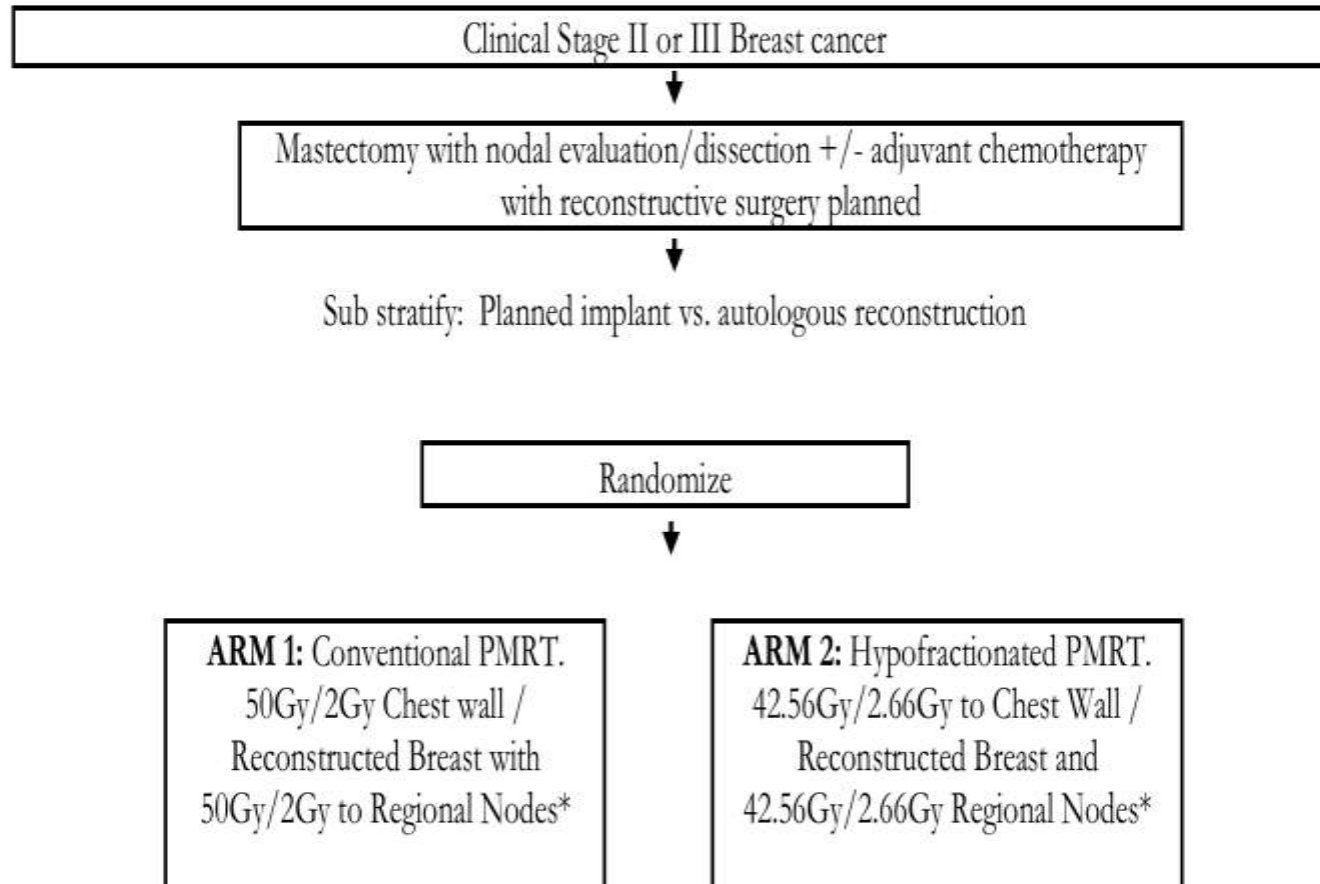 Clinical Stage II or III Breast cancer
Mastectomy with nodal evaluation/dissection +/- adjuvant chemotherapy
with reconstructive surgery planned
Sub stratify: Planned implant vs. autologous reconstruction
Randomize
ARM 1: Conventional PMRT.
50Gy/2Gy Chest wall /
Reconstructed Breast with
50Gy/2Gy to Regional Nodes*
ARM 2: Hypofractionated PMRT.
42.56Gy/2.66Gy to Chest Wall /
Reconstructed Breast and
42.56Gy/2.66Gy Regional Nodes*